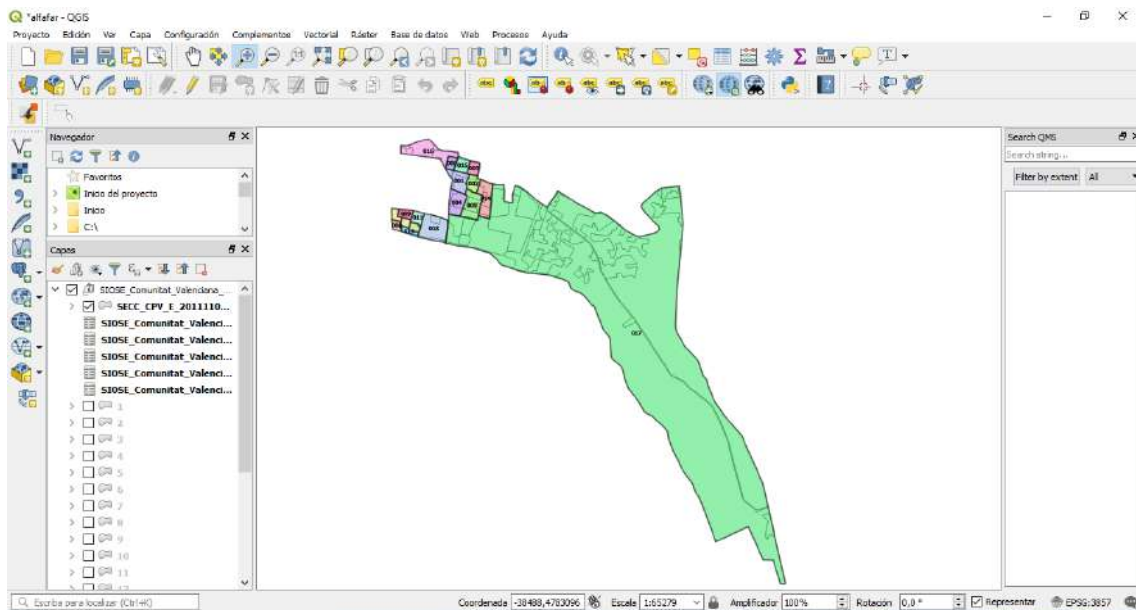 *alfafar - QGIS
Proyecto Edición Ver Capa Configuración Complementos Vectorial Ráster Base de datos Web Procesos Ayuda
Navegador
Favoritos
Inicio del proyecto
Inicio
C:\
Capas
SIOSE_Comunitat_Valenciana_...
SECC_CPV_E_2011110...
SIOSE_Comunitat_Valenci...
SIOSE_Comunitat_Valenci...
SIOSE_Comunitat_Valenci...
SIOSE_Comunitat_Valenci...
SIOSE_Comunitat_Valenci...
1
2
3
4
5
6
7
8
9
10
11
016
017
Search QMS
Search string...
Filter by extent All
Escriba para localizar (Ctrl+K)
Coordenada -38488,4783096 Escala 1:65279 Amplificador 100% Rotación 0,0 ° Representar EPSG:3857